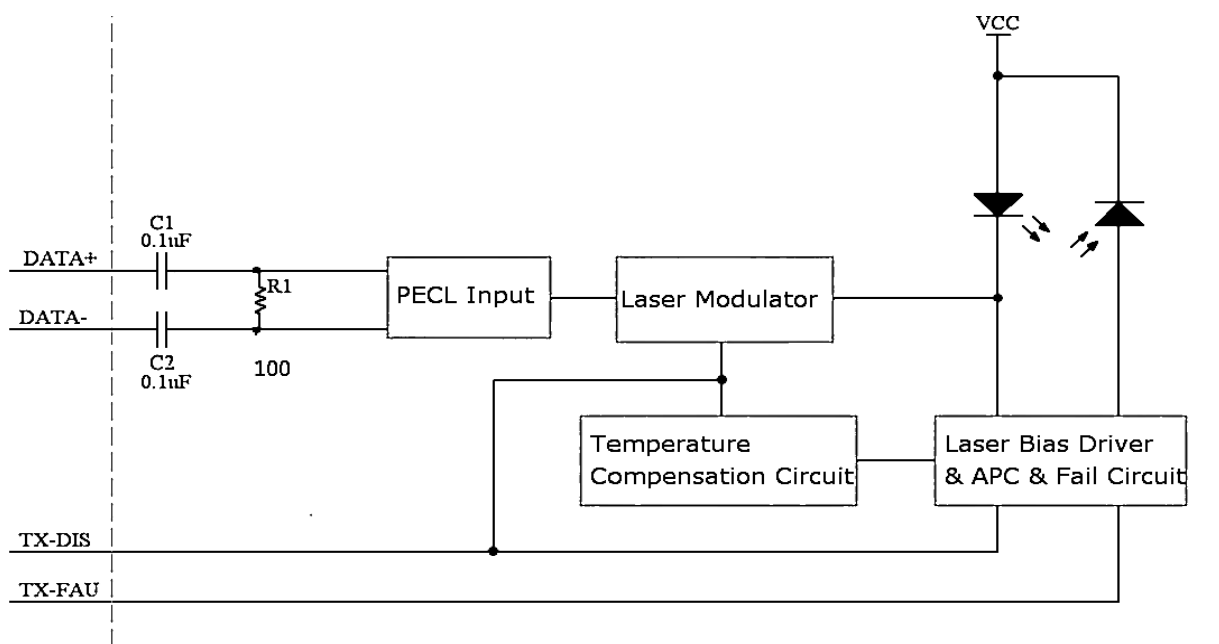 VCC
C1
0.1uF
DATA+
R1
PECL Input
Laser Modulator
DATA-
C2
0.1uF
100
Temperature
Compensation Circuit
Laser Bias Driver
& APC & Fail Circuit
TX-DIS
TX-FAU